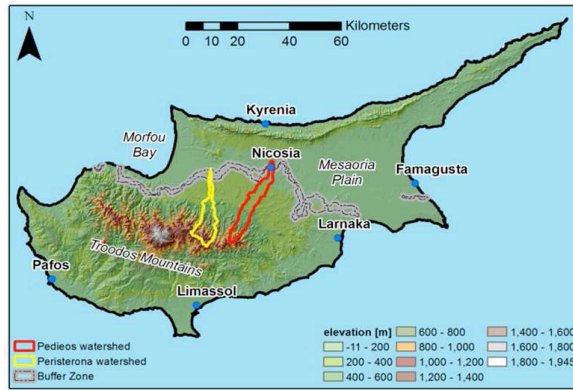 N
Kilometers
0 10 20 40 60
Kyrenia
Morfou
Bay
Nicosia
Mesaoria
Plain
Famagusta
Larnaka
Troodos Mountains
Pafos
Limassol
Pedieos watershed
Peristerona watershed
Buffer Zone
elevation [m]
-11 - 200
200 - 400
400 - 600
600 - 800
800 - 1,000
1,000 - 1,200
1,200 - 1,400
1,400 - 1,600
1,600 - 1,800
1,800 - 1,945